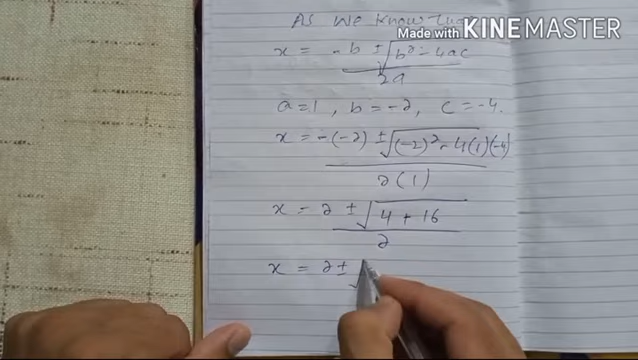 As we know
Made with KINEMASTER
x = -b ± √b² - 4ac
2a
a = 1 , b = -2 , c = -4.
x = -(-2) ± √(-2)² - 4(1)(-4)
2(1)
x = 2 ± √4 + 16
2
x = 2 ± √